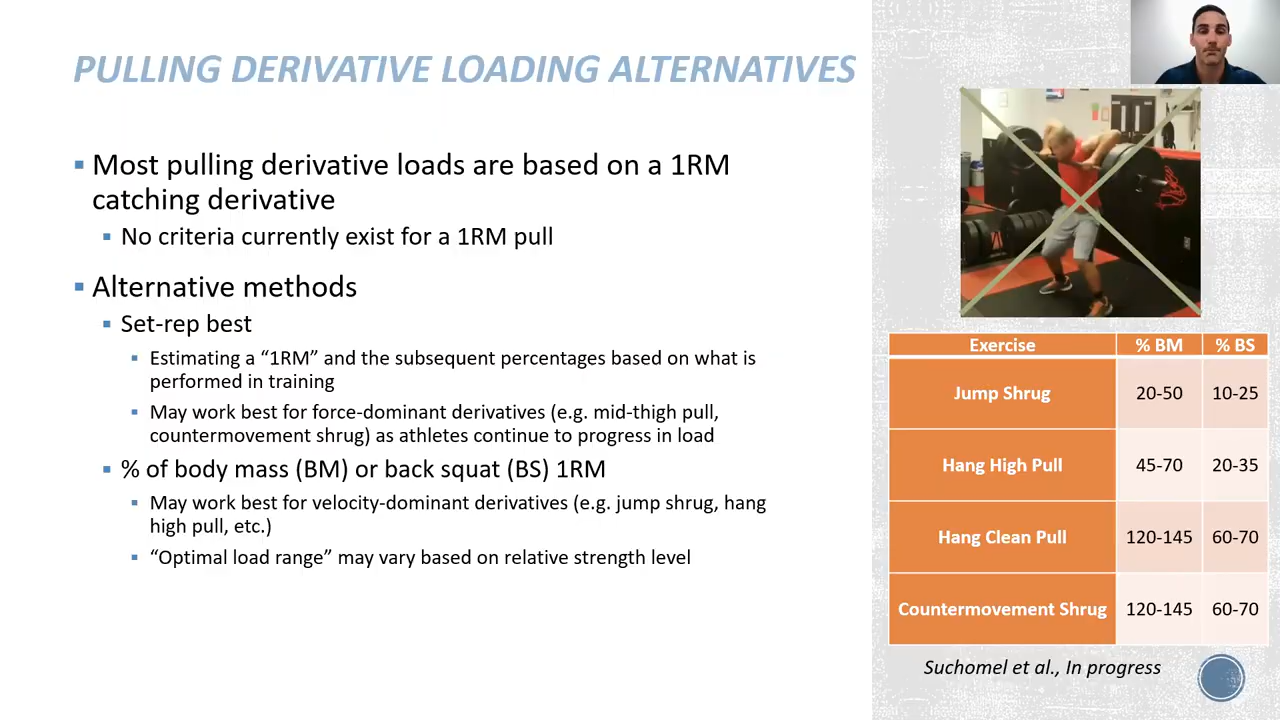 PULLING DERIVATIVE LOADING ALTERNATIVES
▪ Most pulling derivative loads are based on a 1RM
catching derivative
▪ No criteria currently exist for a 1RM pull
▪ Alternative methods
▪ Set-rep best
▪ Estimating a “1RM” and the subsequent percentages based on what is
performed in training
▪ May work best for force-dominant derivatives (e.g. mid-thigh pull,
countermovement shrug) as athletes continue to progress in load
▪ % of body mass (BM) or back squat (BS) 1RM
▪ May work best for velocity-dominant derivatives (e.g. jump shrug, hang
high pull, etc.)
▪ “Optimal load range” may vary based on relative strength level
Exercise % BM % BS
Jump Shrug 20-50 10-25
Hang High Pull 45-70 20-35
Hang Clean Pull 120-145 60-70
Countermovement Shrug 120-145 60-70
Suchomel et al., In progress